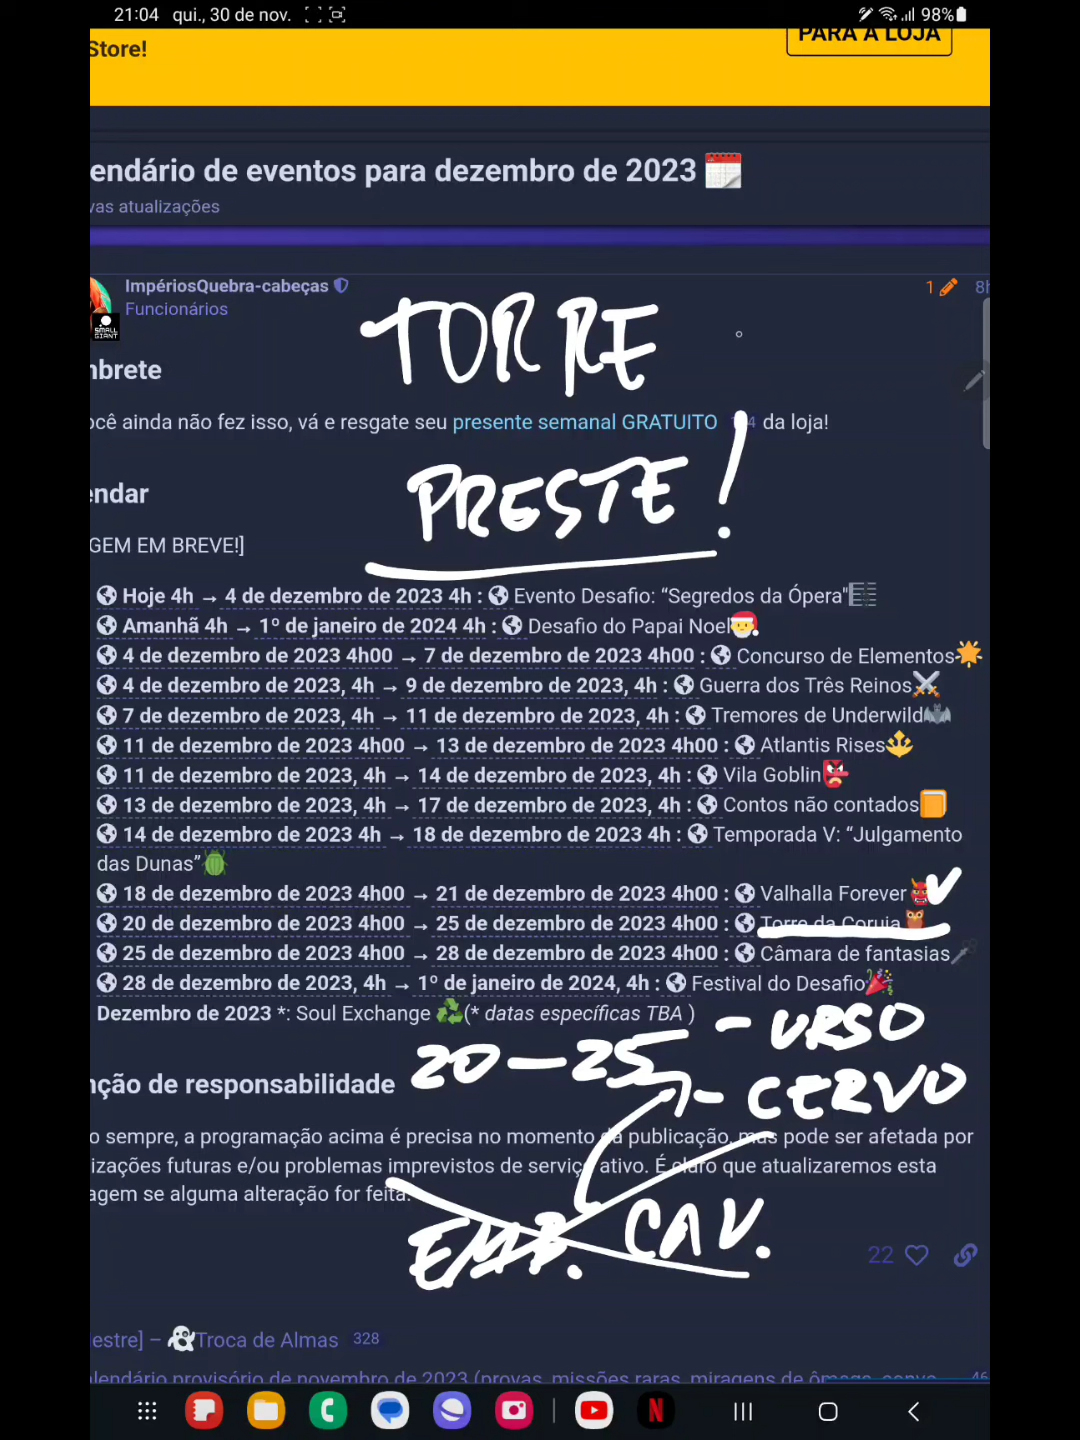 21:04 qui., 30 de nov. 98%
Store!
PARA A LOJA
endário de eventos para dezembro de 2023
vas atualizações
ImpériosQuebra-cabeças
Funcionários
1
8h
SMALL GIANT
TORRE
nbrete
ocê ainda não fez isso, vá e resgate seu presente semanal GRATUITO da loja!
endar
PRESTE!
GEM EM BREVE!]
Hoje 4h → 4 de dezembro de 2023 4h : Evento Desafio: “Segredos da Ópera"
Amanhã 4h → 1º de janeiro de 2024 4h : Desafio do Papai Noel
4 de dezembro de 2023 4h00 → 7 de dezembro de 2023 4h00 : Concurso de Elementos
4 de dezembro de 2023, 4h → 9 de dezembro de 2023, 4h : Guerra dos Três Reinos
7 de dezembro de 2023, 4h → 11 de dezembro de 2023, 4h : Tremores de Underwild
11 de dezembro de 2023 4h00 → 13 de dezembro de 2023 4h00 : Atlantis Rises
11 de dezembro de 2023, 4h → 14 de dezembro de 2023, 4h : Vila Goblin
13 de dezembro de 2023, 4h → 17 de dezembro de 2023, 4h : Contos não contados
14 de dezembro de 2023 4h → 18 de dezembro de 2023 4h : Temporada V: “Julgamento
das Dunas”
18 de dezembro de 2023 4h00 → 21 de dezembro de 2023 4h00 : Valhalla Forever
20 de dezembro de 2023 4h00 → 25 de dezembro de 2023 4h00 : Torre da Coruja
25 de dezembro de 2023 4h00 → 28 de dezembro de 2023 4h00 : Câmara de fantasias
28 de dezembro de 2023, 4h → 1º de janeiro de 2024, 4h : Festival do Desafio
Dezembro de 2023 *: Soul Exchange (* datas específicas TBA )
- URSO
20-25
- CERVO
nção de responsabilidade
o sempre, a programação acima é precisa no momento da publicação, mas pode ser afetada por
izações futuras e/ou problemas imprevistos de serviço ativo. É claro que atualizaremos esta
agem se alguma alteração for feita.
EMB. CAV.
22
estre] – Troca de Almas 328
alendário provisório de novembro de 2023 (provas, missões raras, miragens de ômega, convo 46